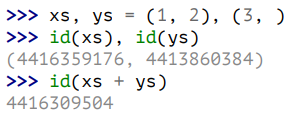 >>> xs, ys = (1, 2), (3, )
>>> id(xs), id(ys)
(4416359176, 4413860384)
>>> id(xs + ys)
4416309504